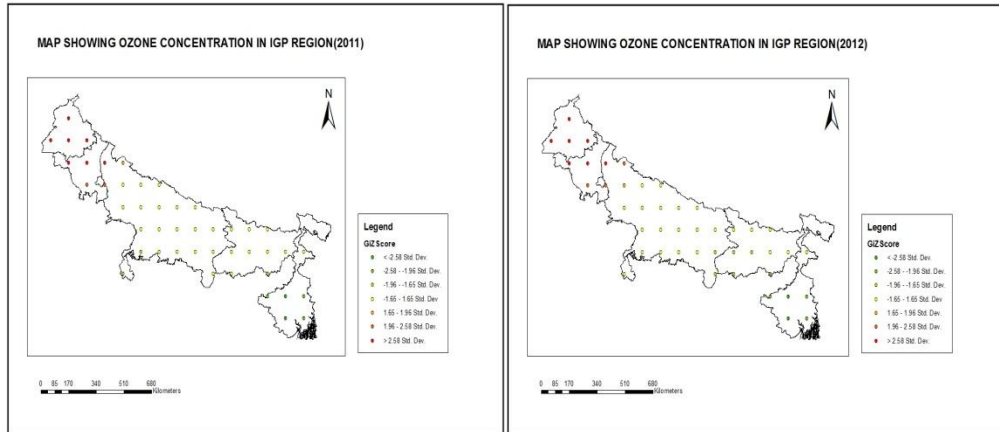 MAP SHOWING OZONE CONCENTRATION IN IGP REGION(2011)
N
Legend
GiZScore
<-2.58 Std. Dev.
-2.58 - -1.96 Std. Dev.
-1.96 - -1.65 Std. Dev.
-1.65 - 1.65 Std. Dev
1.65 - 1.96 Std. Dev.
1.96 - 2.58 Std. Dev.
> 2.58 Std. Dev.
0 85 170 340 510 680
Kilometers
MAP SHOWING OZONE CONCENTRATION IN IGP REGION(2012)
N
Legend
GiZScore
<-2.58 Std. Dev.
-2.58 - -1.96 Std. Dev.
-1.96 - -1.65 Std. Dev.
-1.65 - 1.65 Std. Dev.
1.65 - 1.96 Std. Dev.
1.96 - 2.58 Std. Dev.
> 2.58 Std. Dev.
0 85 170 340 510 680
Kilometers